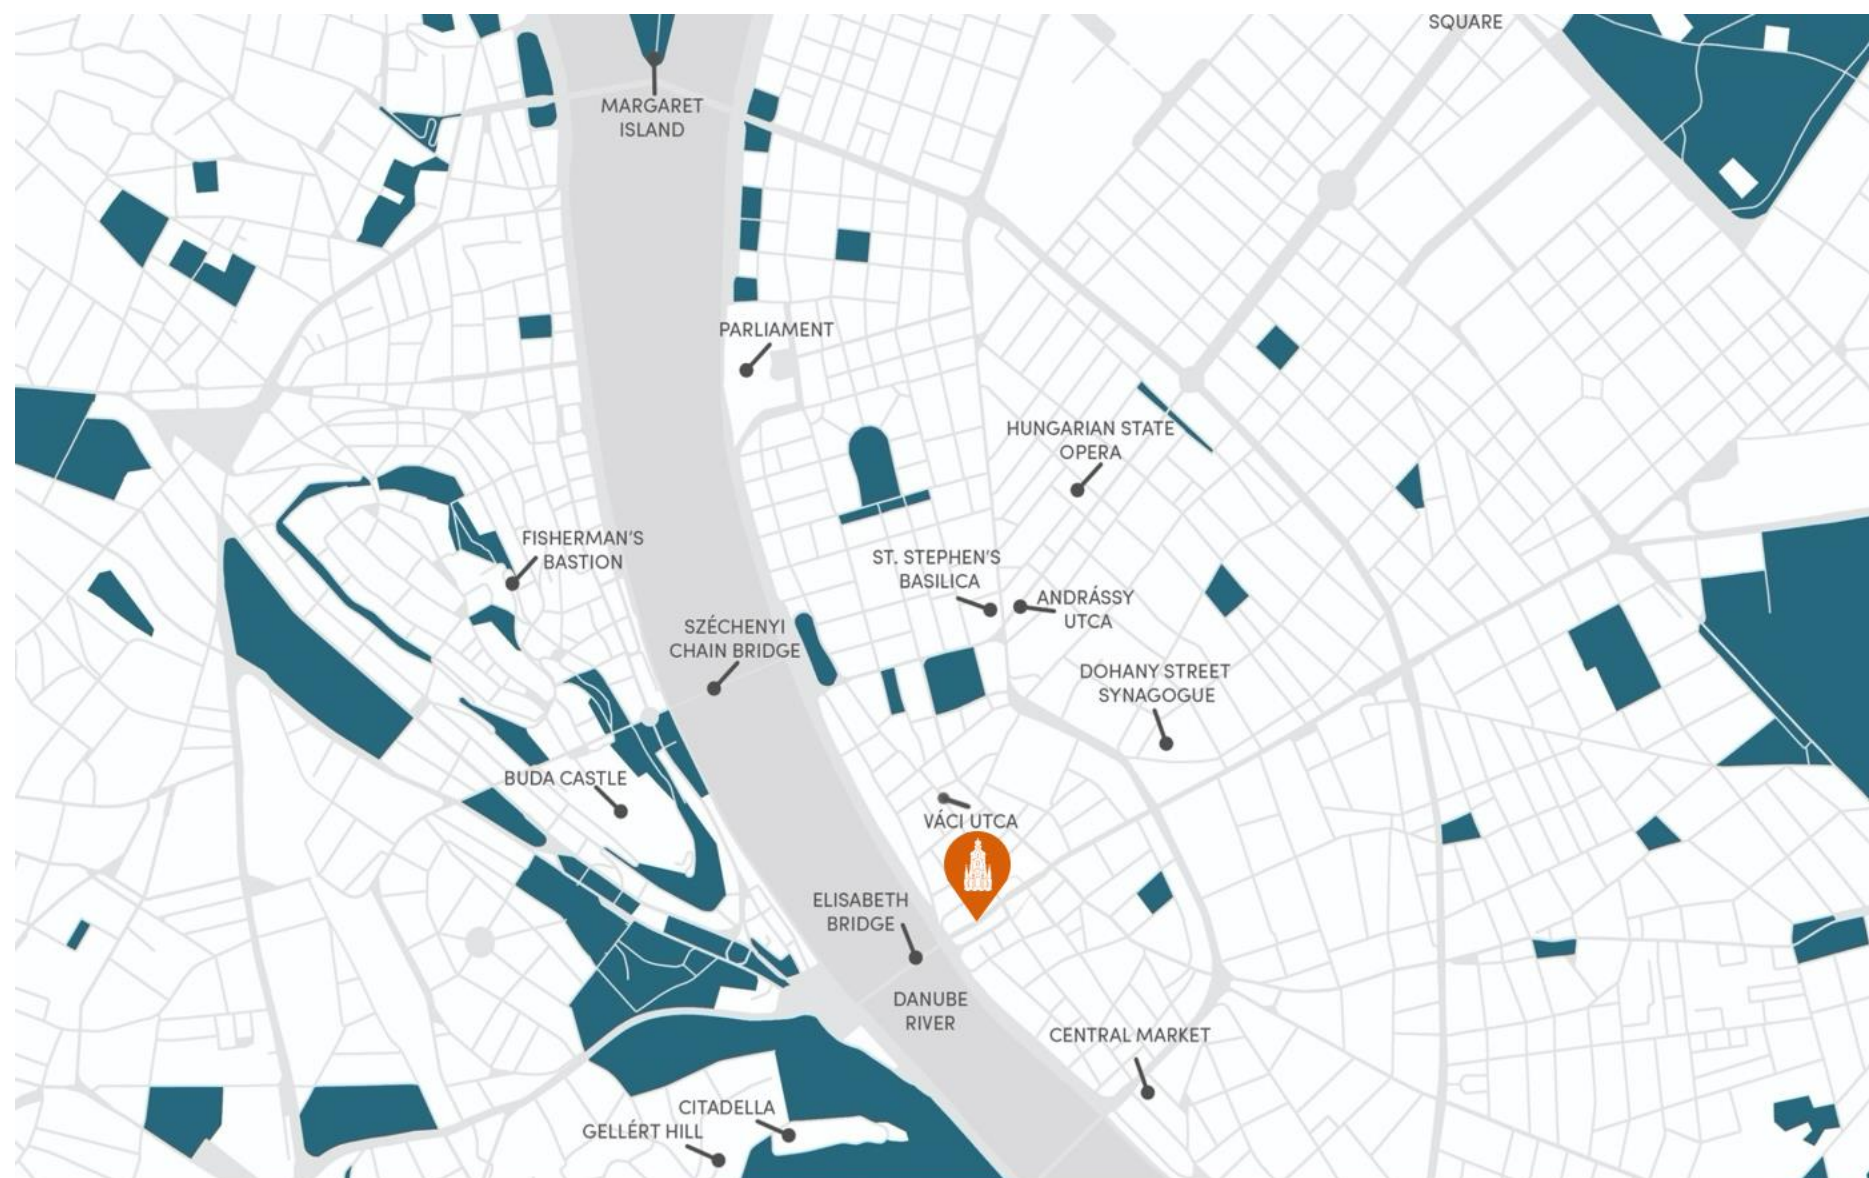 SQUARE
MARGARET
ISLAND
PARLIAMENT
HUNGARIAN STATE
OPERA
FISHERMAN'S
BASTION
ST. STEPHEN'S
BASILICA
ANDRÁSSY
UTCA
SZÉCHENYI
CHAIN BRIDGE
DOHANY STREET
SYNAGOGUE
BUDA CASTLE
VÁCI UTCA
ELISABETH
BRIDGE
DANUBE
RIVER
CENTRAL MARKET
CITADELLA
GELLÉRT HILL